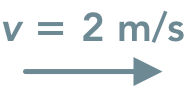 v = 2 m/s